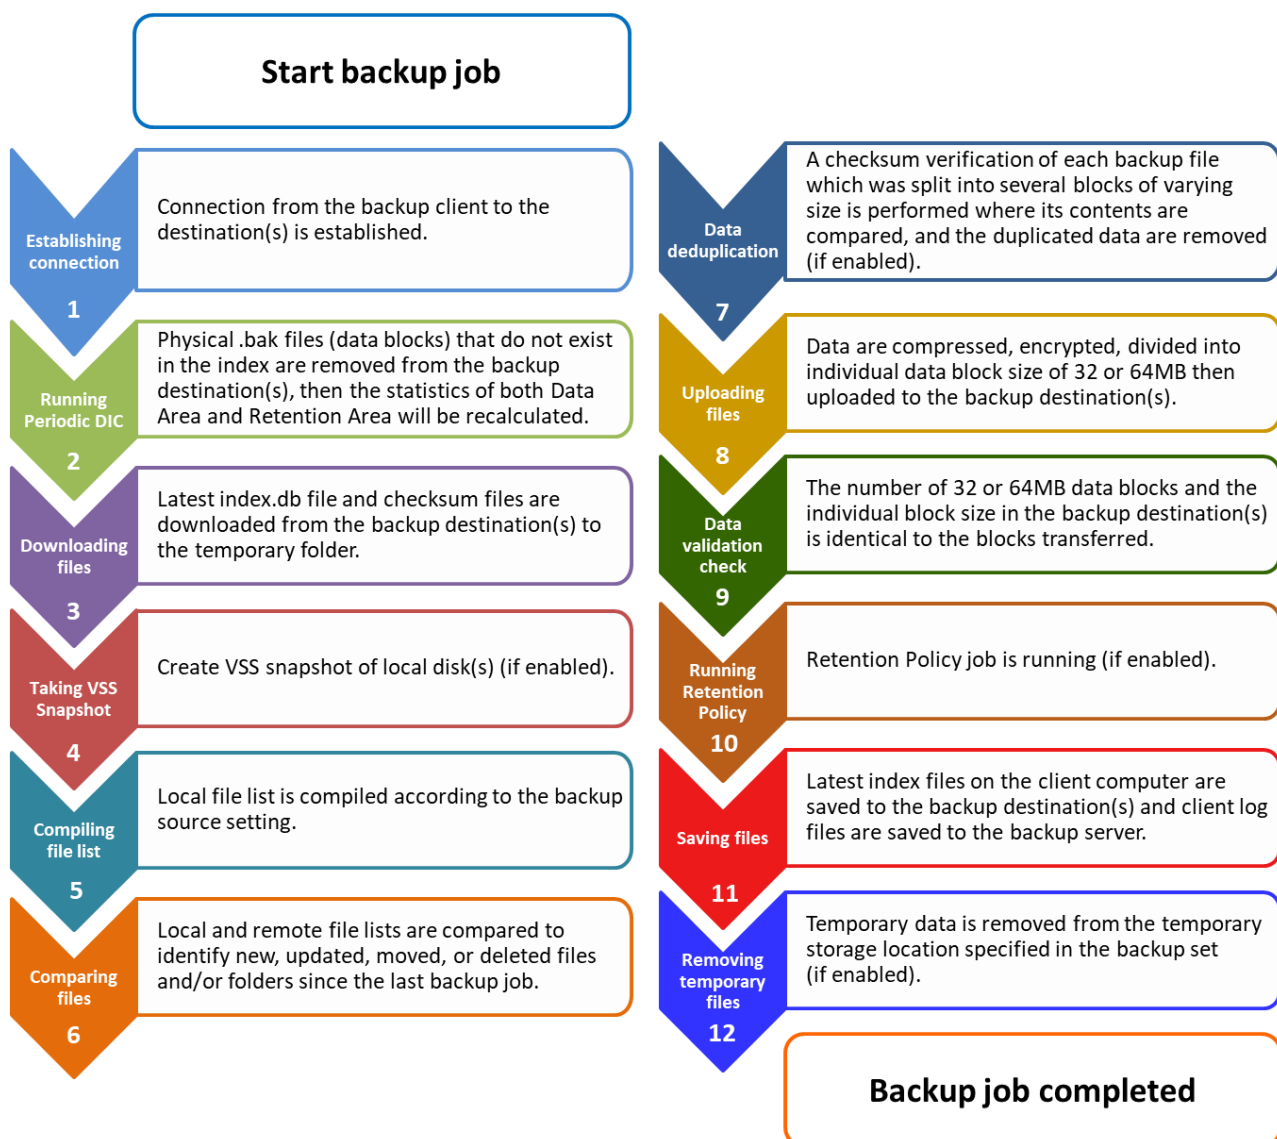 Start backup job
Establishing
connection
1
Connection from the backup client to the
destination(s) is established.
Running
Periodic DIC
2
Physical .bak files (data blocks) that do not exist
in the index are removed from the backup
destination(s), then the statistics of both Data
Area and Retention Area will be recalculated.
Downloading
files
3
Latest index.db file and checksum files are
downloaded from the backup destination(s) to
the temporary folder.
Taking VSS
Snapshot
4
Create VSS snapshot of local disk(s) (if enabled).
Compiling
file list
5
Local file list is compiled according to the backup
source setting.
Comparing
files
6
Local and remote file lists are compared to
identify new, updated, moved, or deleted files
and/or folders since the last backup job.
Data
deduplication
7
A checksum verification of each backup file
which was split into several blocks of varying
size is performed where its contents are
compared, and the duplicated data are removed
(if enabled).
Uploading
files
8
Data are compressed, encrypted, divided into
individual data block size of 32 or 64MB then
uploaded to the backup destination(s).
Data
validation
check
9
The number of 32 or 64MB data blocks and the
individual block size in the backup destination(s)
is identical to the blocks transferred.
Running
Retention
Policy
10
Retention Policy job is running (if enabled).
Saving files
11
Latest index files on the client computer are
saved to the backup destination(s) and client log
files are saved to the backup server.
Removing
temporary
files
12
Temporary data is removed from the temporary
storage location specified in the backup set
(if enabled).
Backup job completed